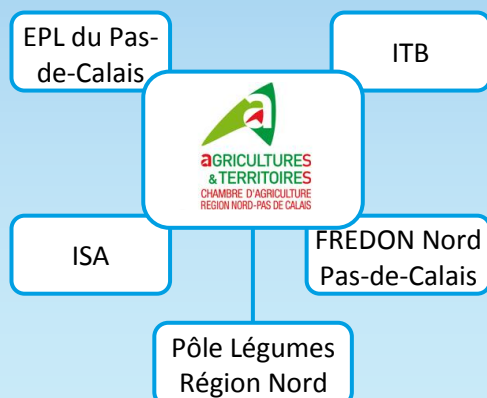 EPL du Pas-
de-Calais
ITB
AGRICULTURES
& TERRITOIRES
CHAMBRE D'AGRICULTURE
REGION NORD-PAS DE CALAIS
ISA
FREDON Nord
Pas-de-Calais
Pôle Légumes
Région Nord